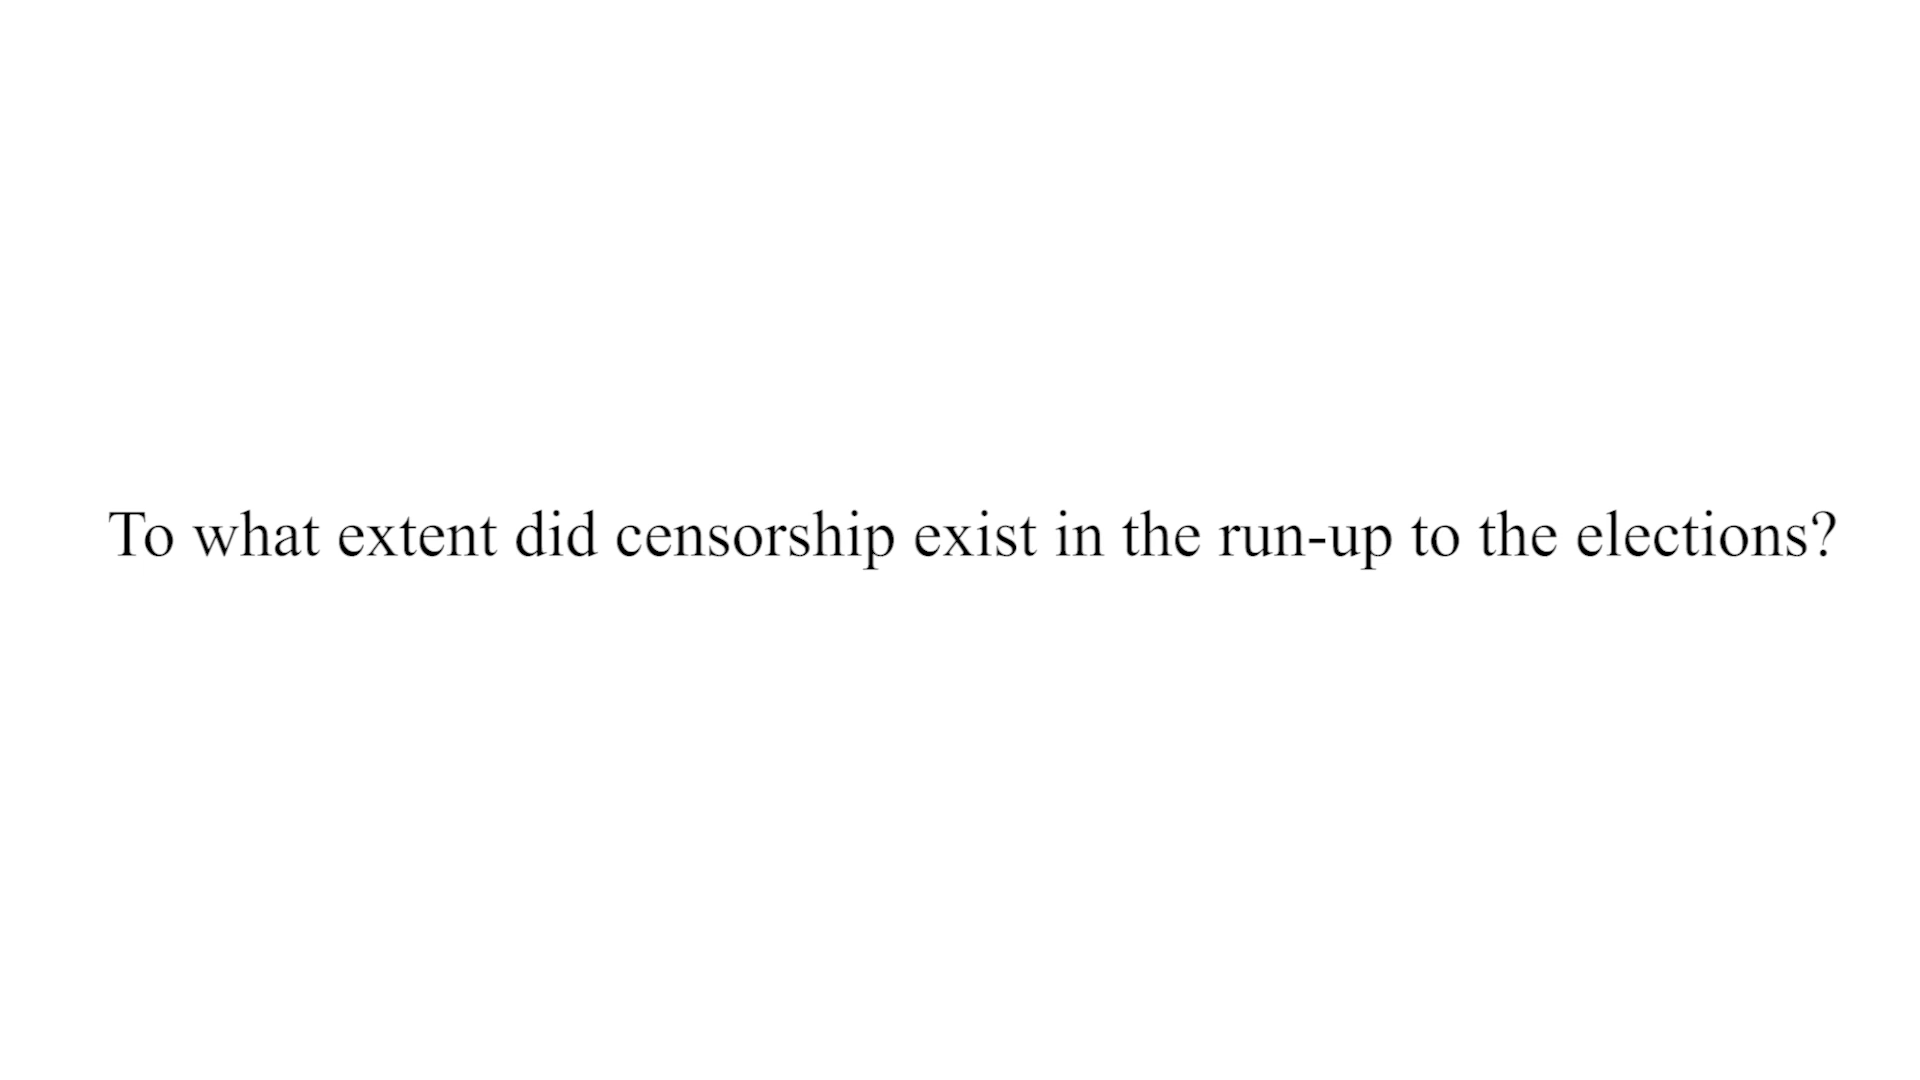 To what extent did censorship exist in the run-up to the elections?